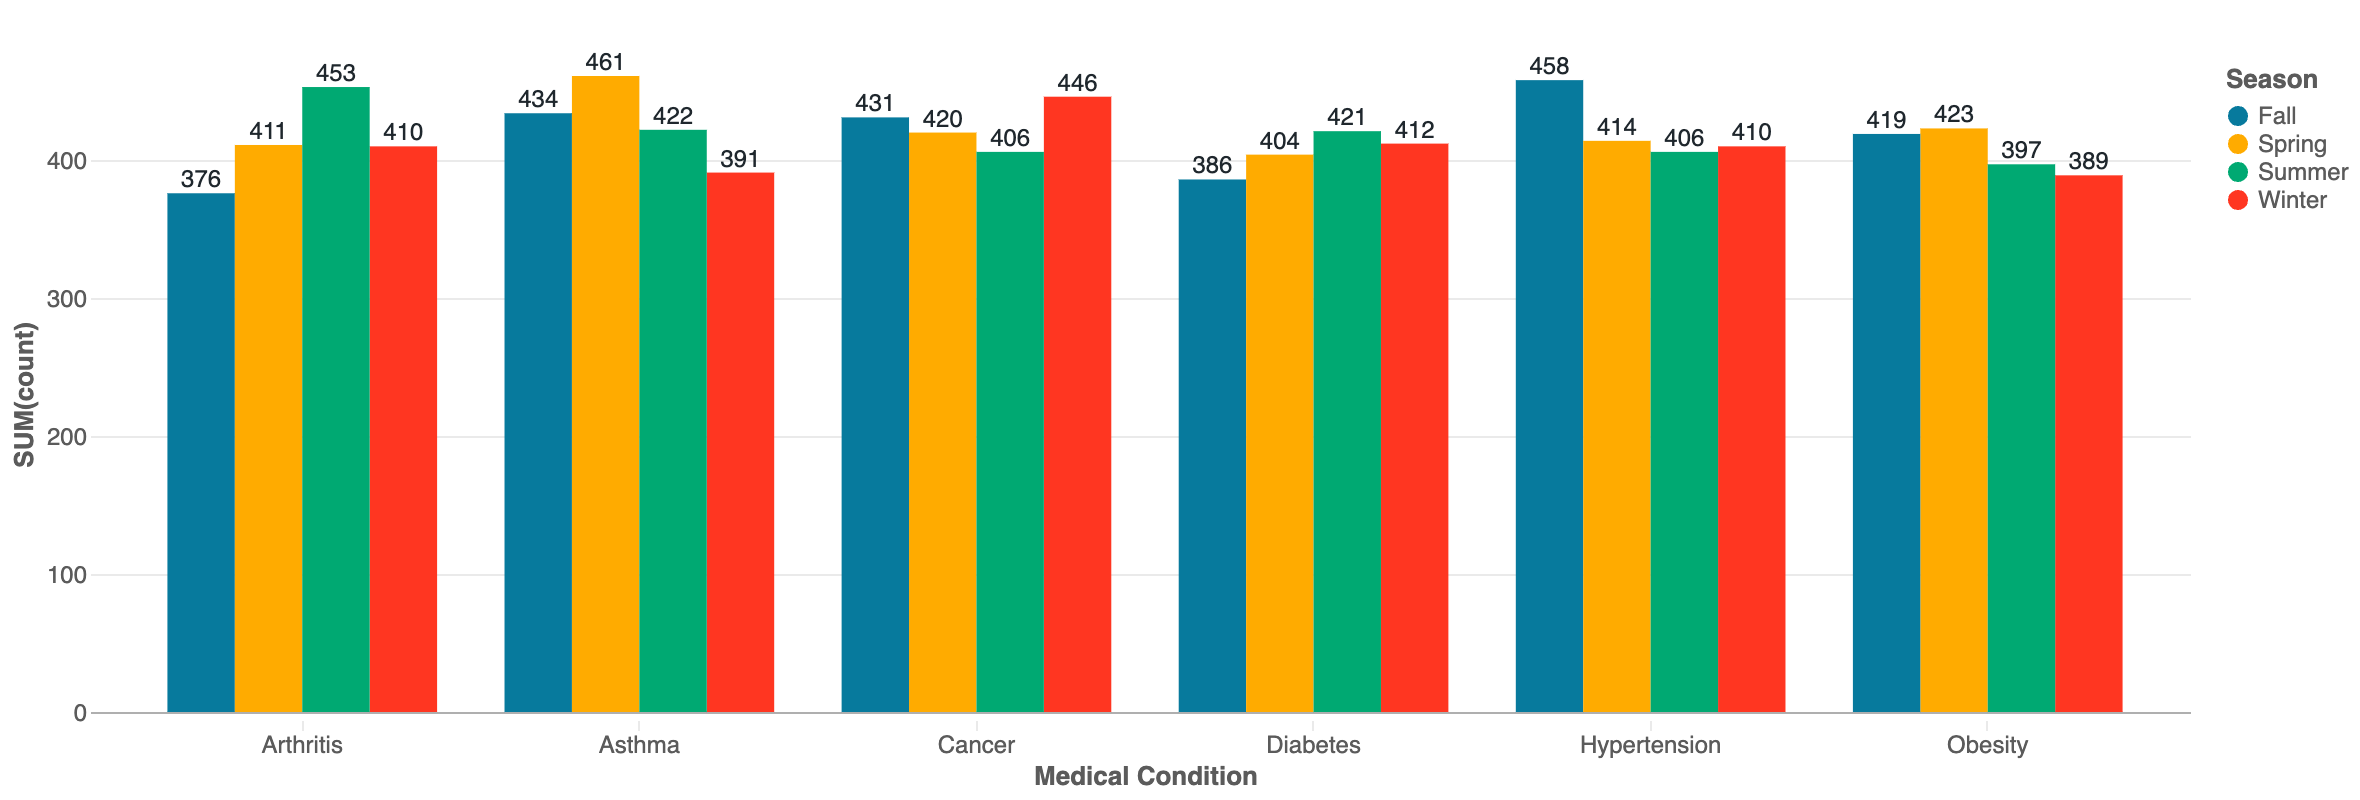 453
461
458
434
431
446
419
423
411
410
422
391
420
406
386
404
421
412
414
406
410
397
389
376
400
300
200
100
0
SUM(count)
Arthritis
Asthma
Cancer
Diabetes
Hypertension
Obesity
Medical Condition
Season
Fall
Spring
Summer
Winter